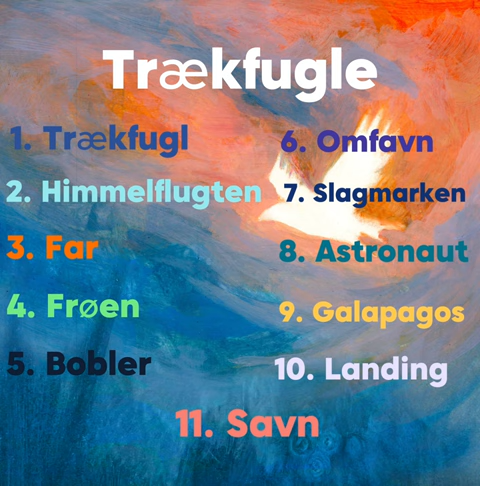 Trækfugle
1. Trækfugl
2. Himmelflugten
3. Far
4. Frøen
5. Bobler
6. Omfavn
7. Slagmarken
8. Astronaut
9. Galapagos
10. Landing
11. Savn